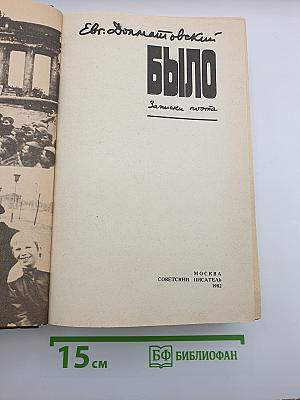 Евг. Долматовский
БЫЛО
Записки поэта
МОСКВА
СОВЕТСКИЙ ПИСАТЕЛЬ
1982
15 см
БФ БИБЛИОФАН